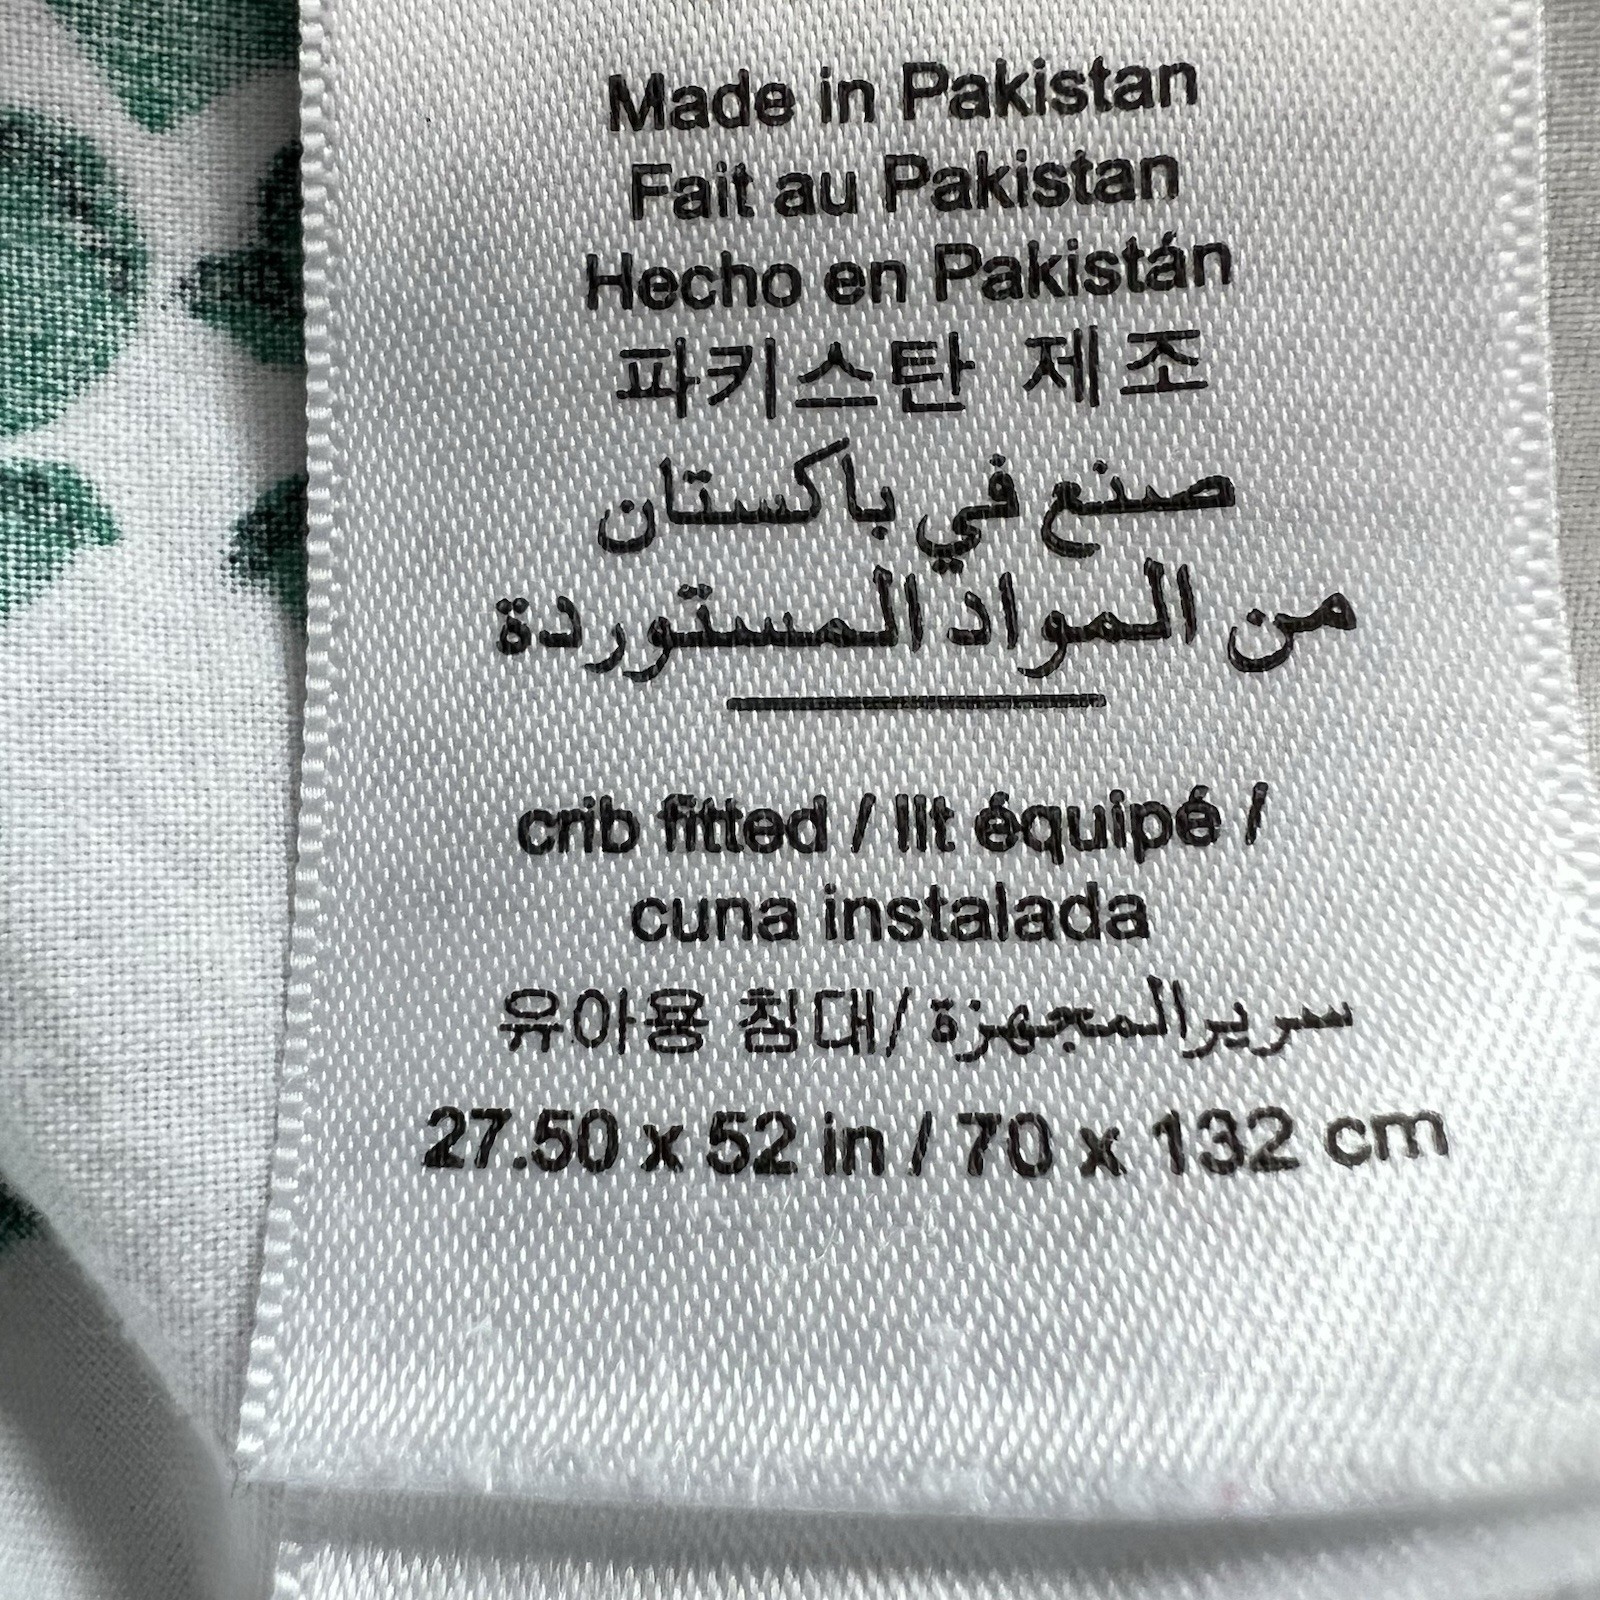 Made in Pakistan
Fait au Pakistan
Hecho en Pakistán
파키스탄 제조
صنع في باكستان
من المواد المستوردة
crib fitted / lit équipé /
cuna instalada
유아용 침대/ سريرالمجهزة
27.50 x 52 in / 70 x 132 cm